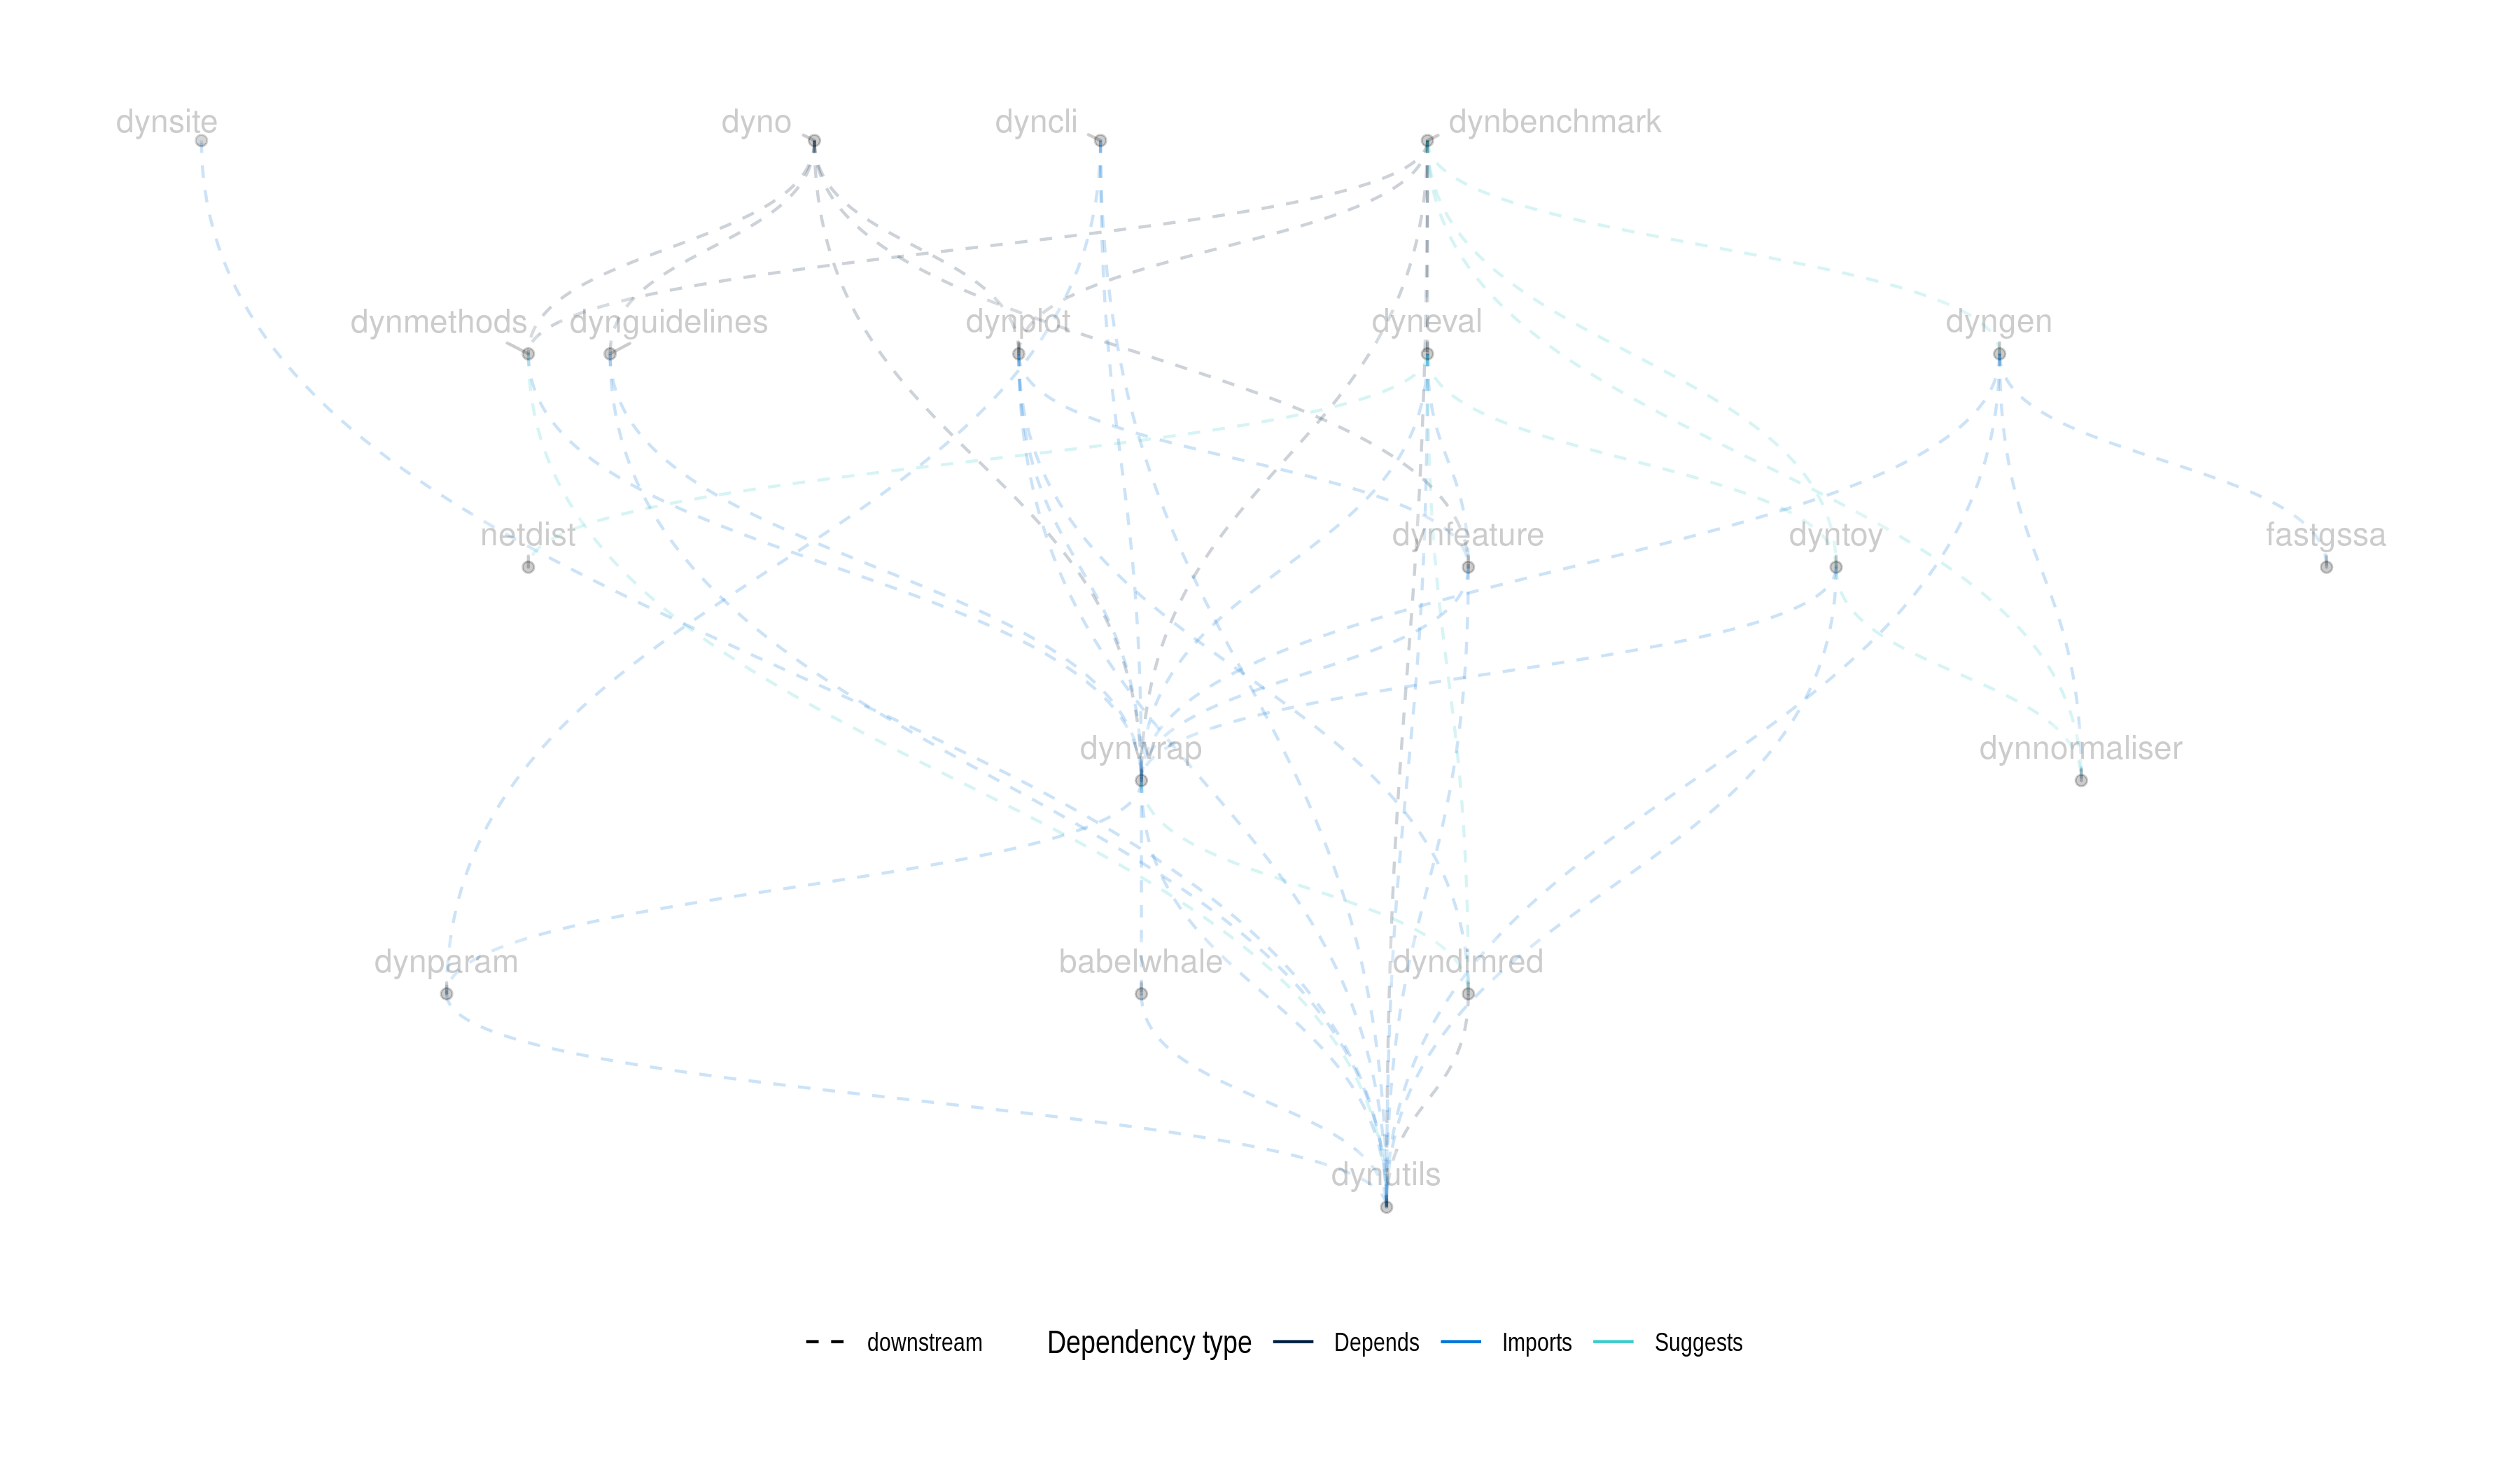 dynsite
dyno
dyncli
dynbenchmark
dynmethods
dynguidelines
dynplot
dyneval
dyngen
netdist
dynfeature
dyntoy
fastgssa
dynwrap
dynnormaliser
dynparam
babelwhale
dyndimred
dynutils
downstream
Dependency type
Depends
Imports
Suggests